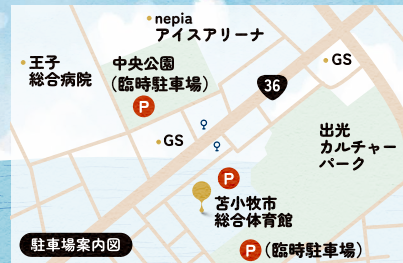 nepia
アイスアリーナ
王子
総合病院
中央公園
(臨時駐車場)
P
GS
36
GS
出光
カルチャー
パーク
P
苫小牧市
総合体育館
駐車場案内図
P (臨時駐車場)